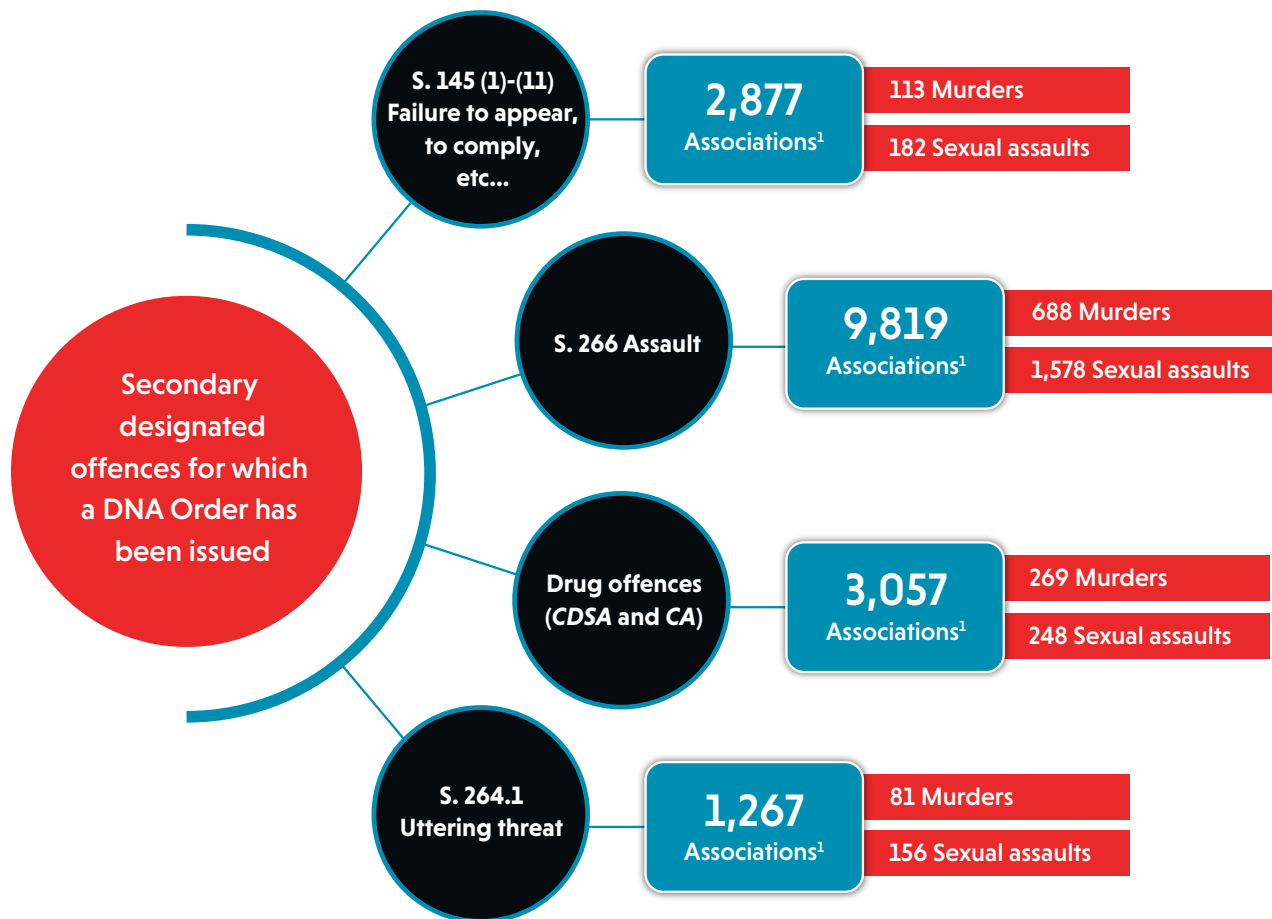 Secondary
designated
offences for which
a DNA Order has
been issued
S. 145 (1)-(11)
Failure to appear,
to comply,
etc...
2,877
Associations¹
113 Murders
182 Sexual assaults
S. 266 Assault
9,819
Associations¹
688 Murders
1,578 Sexual assaults
Drug offences
(CDSA and CA)
3,057
Associations¹
269 Murders
248 Sexual assaults
S. 264.1
Uttering threat
1,267
Associations¹
81 Murders
156 Sexual assaults